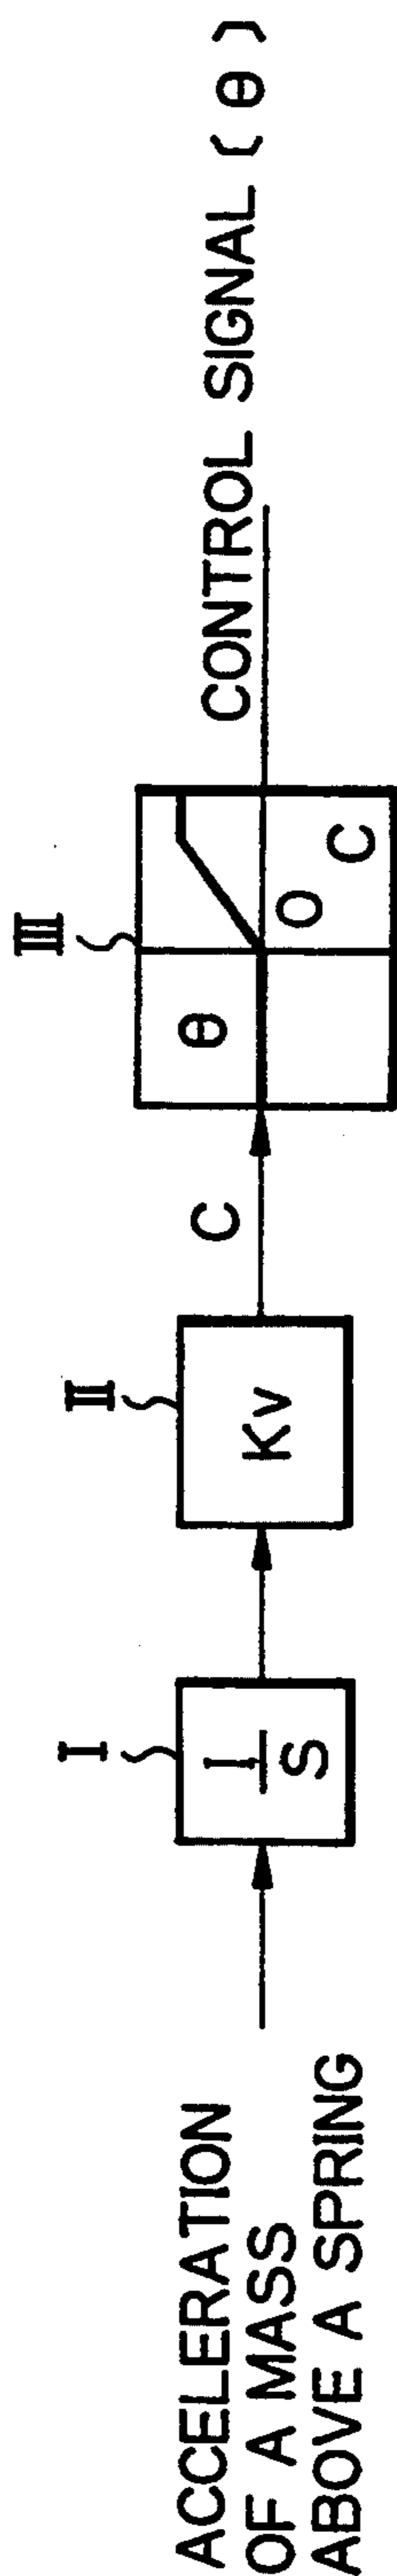 ACCELERATION
OF A MASS
ABOVE A SPRING
I
1
S
II
Kv
C
III
θ
O
C
CONTROL SIGNAL ( θ )